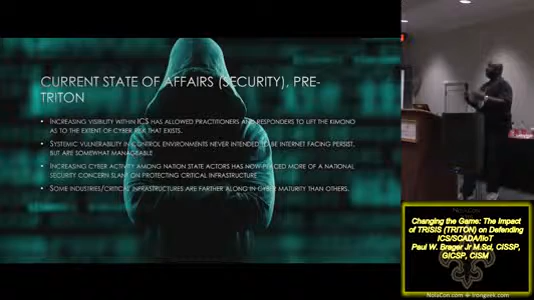 CURRENT STATE OF AFFAIRS (SECURITY), PRE-
TRITON
• INCREASING VISIBILITY WITHIN ICS HAS ALLOWED PRACTITIONERS AND RESPONDERS TO LIFT THE KIMONO
AS TO THE EXTENT OF CYBER RISK THAT EXISTS.
• SYSTEMIC VULNERABILITY IN CONTROL ENVIRONMENTS NEVER INTENDED TO BE INTERNET FACING PERSIST,
BUT ARE SOMEWHAT MANAGEABLE
• INCREASING CYBER ACTIVITY AMONG NATION STATE ACTORS HAS NOW PLACED MORE OF A NATIONAL
SECURITY CONCERN SLANT ON PROTECTING CRITICAL INFRASTRUCTURE
• SOME INDUSTRIES/CRITICAL INFRASTRUCTURES ARE FARTHER ALONG IN CYBER MATURITY THAN OTHERS.
Changing the Game: The Impact
of TRISIS (TRITON) on Defending
ICS/SCADA/IIoT
Paul W. Brager Jr M.Sci, CISSP,
GICSP, CISM
NolaCon.com irongeek.com